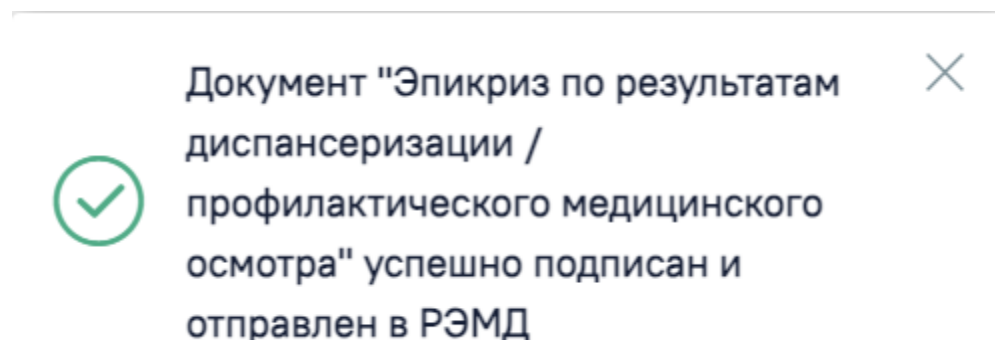 Документ "Эпикриз по результатам
диспансеризации /
профилактического медицинского
осмотра" успешно подписан и
отправлен в РЭМД